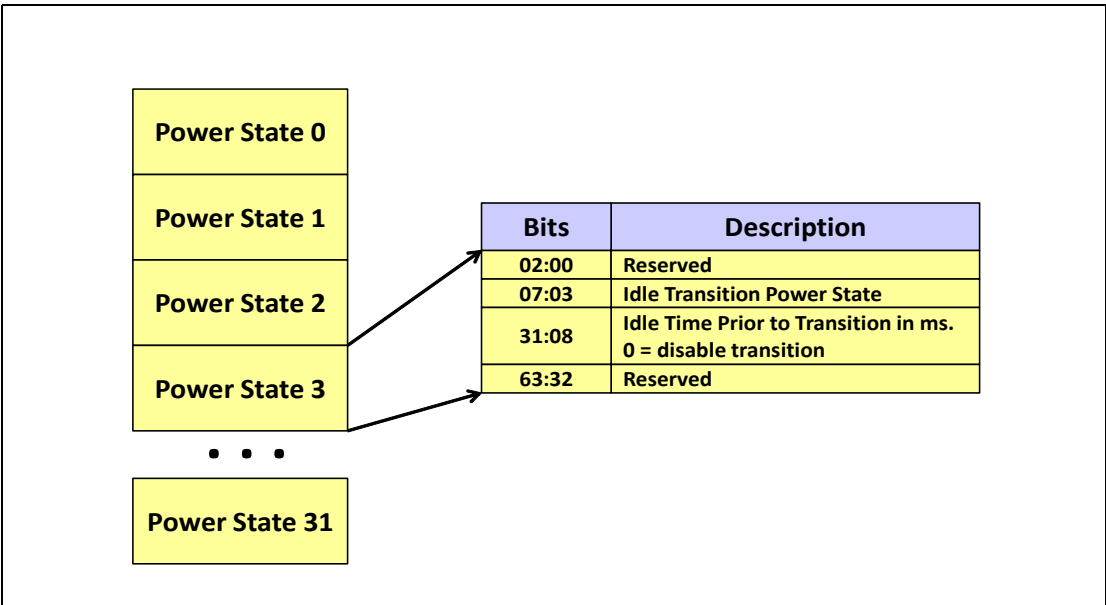 Power State 0
Power State 1
Power State 2
Power State 3
• • •
Power State 31
Bits Description
02:00 Reserved
07:03 Idle Transition Power State
31:08 Idle Time Prior to Transition in ms.
0 = disable transition
63:32 Reserved